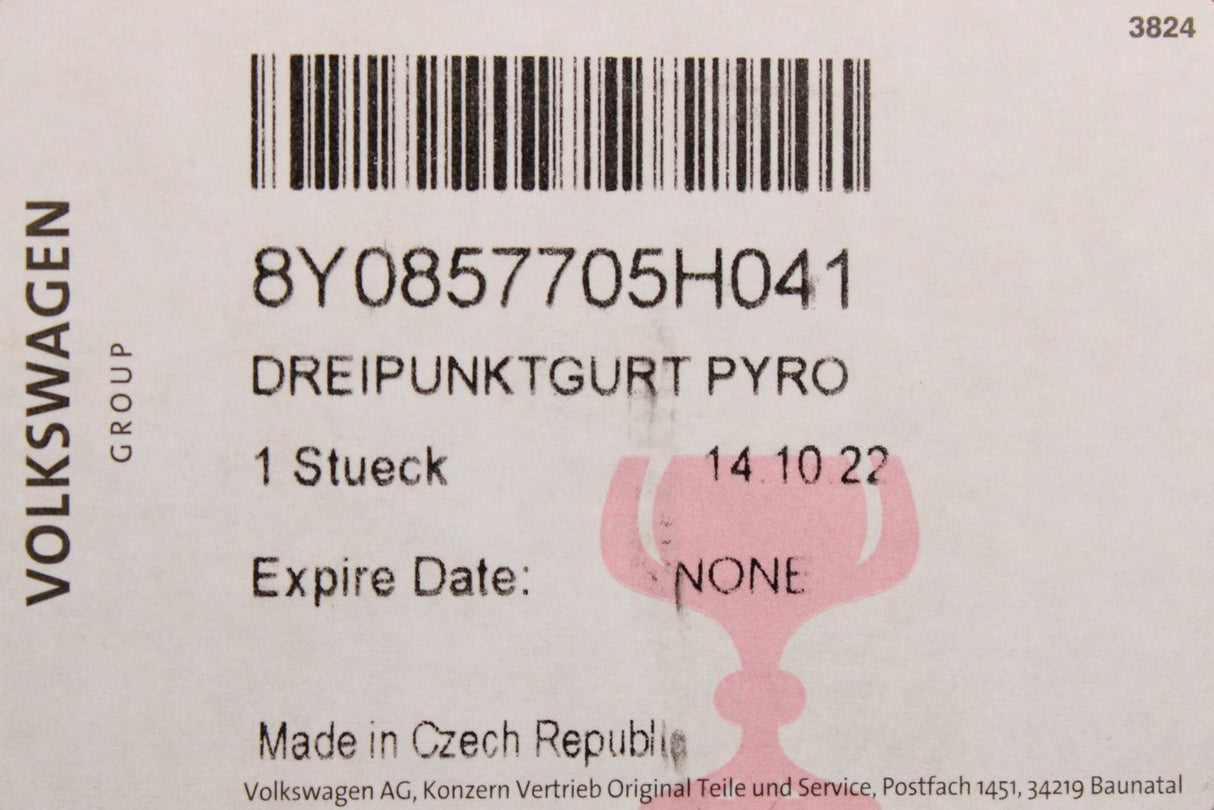 3824
VOLKSWAGEN
GROUP
8Y0857705H041
DREIPUNKTGURT PYRO
1 Stueck 14.10.22
Expire Date: NONE
Made in Czech Republic
Volkswagen AG, Konzern Vertrieb Original Teile und Service, Postfach 1451, 34219 Baunatal